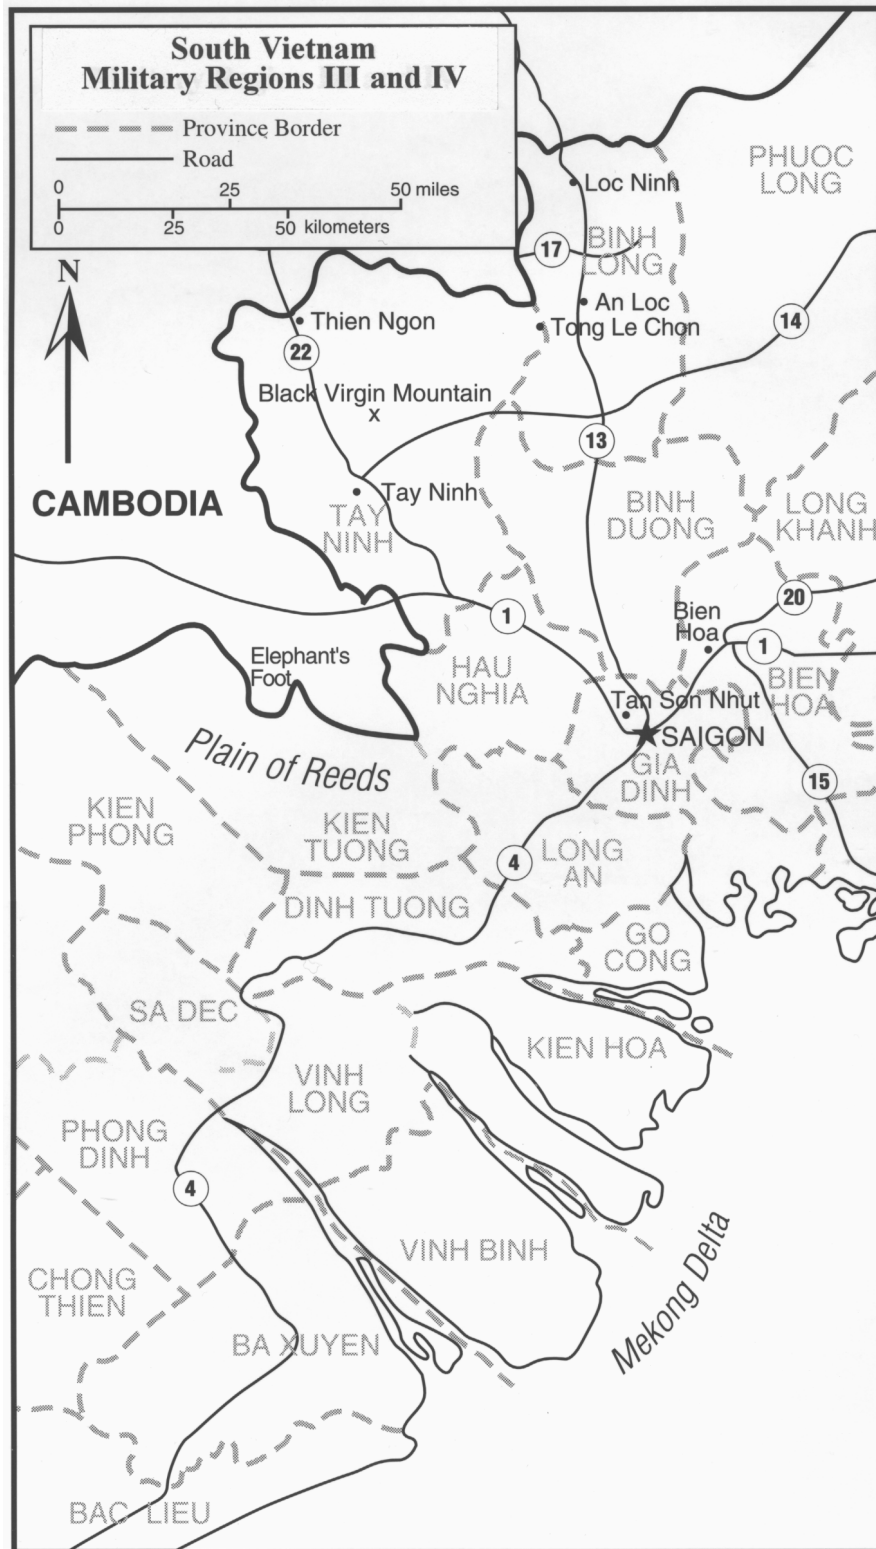 South Vietnam
Military Regions III and IV
Province Border
Road
0 25 50 miles
0 25 50 kilometers
N
PHUOC
LONG
Loc Ninh
17
BINH
LONG
An Loc
Tong Le Chon
14
Thien Ngon
22
Black Virgin Mountain
x
13
CAMBODIA
Tay Ninh
TAY
NINH
BINH
DUONG
LONG
KHANH
20
1
Bien
Hoa
1
Elephant's
Foot
HAU
NGHIA
BIEN
HOA
Tan Son Nhut
SAIGON
GIA
DINH
Plain of Reeds
15
KIEN
PHONG
KIEN
TUONG
4
LONG
AN
DINH TUONG
GO
CONG
SA DEC
KIEN HOA
VINH
LONG
PHONG
DINH
4
VINH BINH
Mekong Delta
CHONG
THIEN
BA XUYEN
BAC LIEU